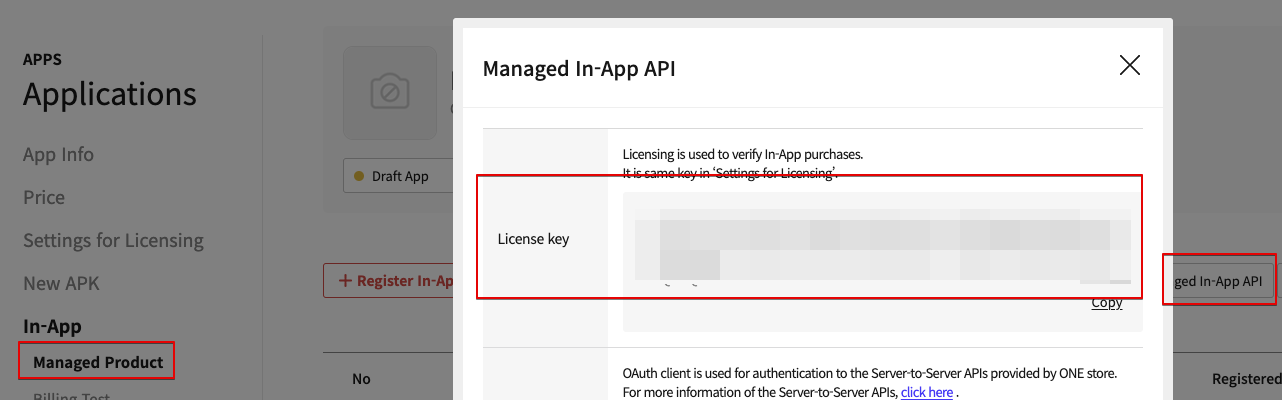 APPS
Applications
App Info
Price
Settings for Licensing
New APK
In-App
Managed Product
Draft App
+ Register In-Ap
No
Managed In-App API
Licensing is used to verify In-App purchases.
It is same key in ‘Settings for Licensing’.
License key
Copy
OAuth client is used for authentication to the Server-to-Server APIs provided by ONE store.
For more information of the Server-to-Server APIs, click here .
ged In-App API
Registered
Billing Test